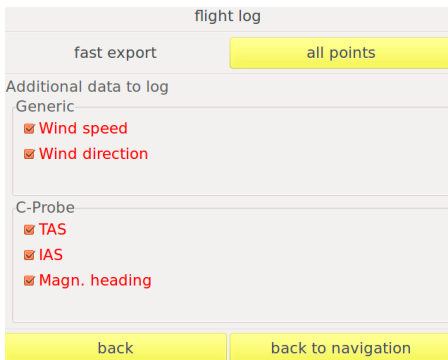 flight log
fast export all points
Additional data to log
Generic
Wind speed
Wind direction
C-Probe
TAS
IAS
Magn. heading
back back to navigation